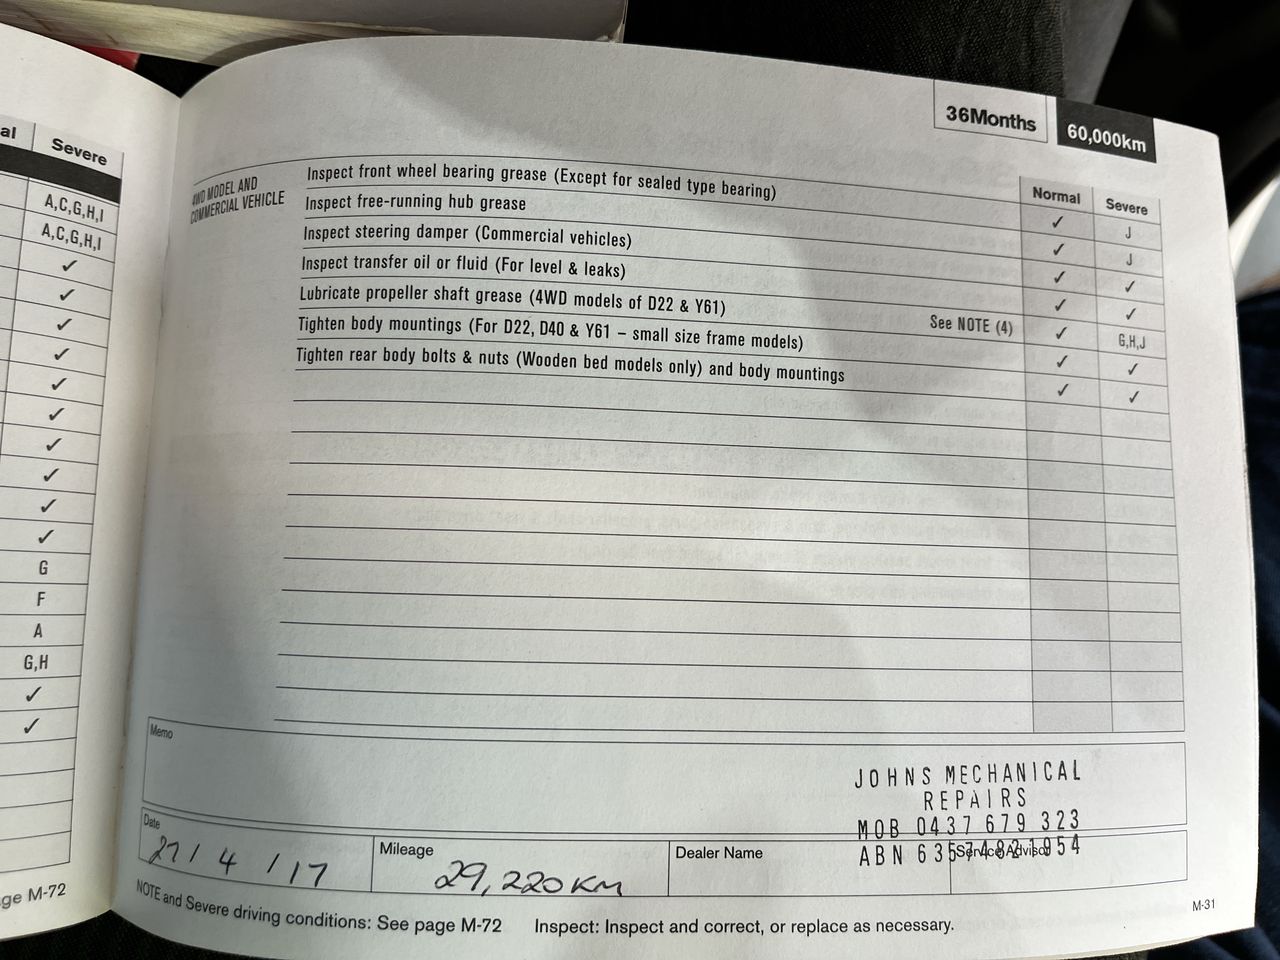 al Severe
A,C,G,H,I
A,C,G,H,I
✓
✓
✓
✓
✓
✓
✓
✓
✓
✓
G
F
A
G,H
✓
✓
ge M-72
36Months 60,000km
Normal Severe
4WD MODEL AND
COMMERCIAL VEHICLE
Inspect front wheel bearing grease (Except for sealed type bearing) ✓ J
Inspect free-running hub grease ✓ J
Inspect steering damper (Commercial vehicles) ✓ ✓
Inspect transfer oil or fluid (For level & leaks) ✓ ✓
Lubricate propeller shaft grease (4WD models of D22 & Y61) See NOTE (4) ✓ G,H,J
Tighten body mountings (For D22, D40 & Y61 – small size frame models) ✓ ✓
Tighten rear body bolts & nuts (Wooden bed models only) and body mountings ✓ ✓
Memo
JOHNS MECHANICAL
REPAIRS
MOB 0437 679 323
ABN 63574821954
Date
27/4/17
Mileage
29,220KM
Dealer Name
Service Advisor
NOTE and Severe driving conditions: See page M-72 Inspect: Inspect and correct, or replace as necessary.
M-31